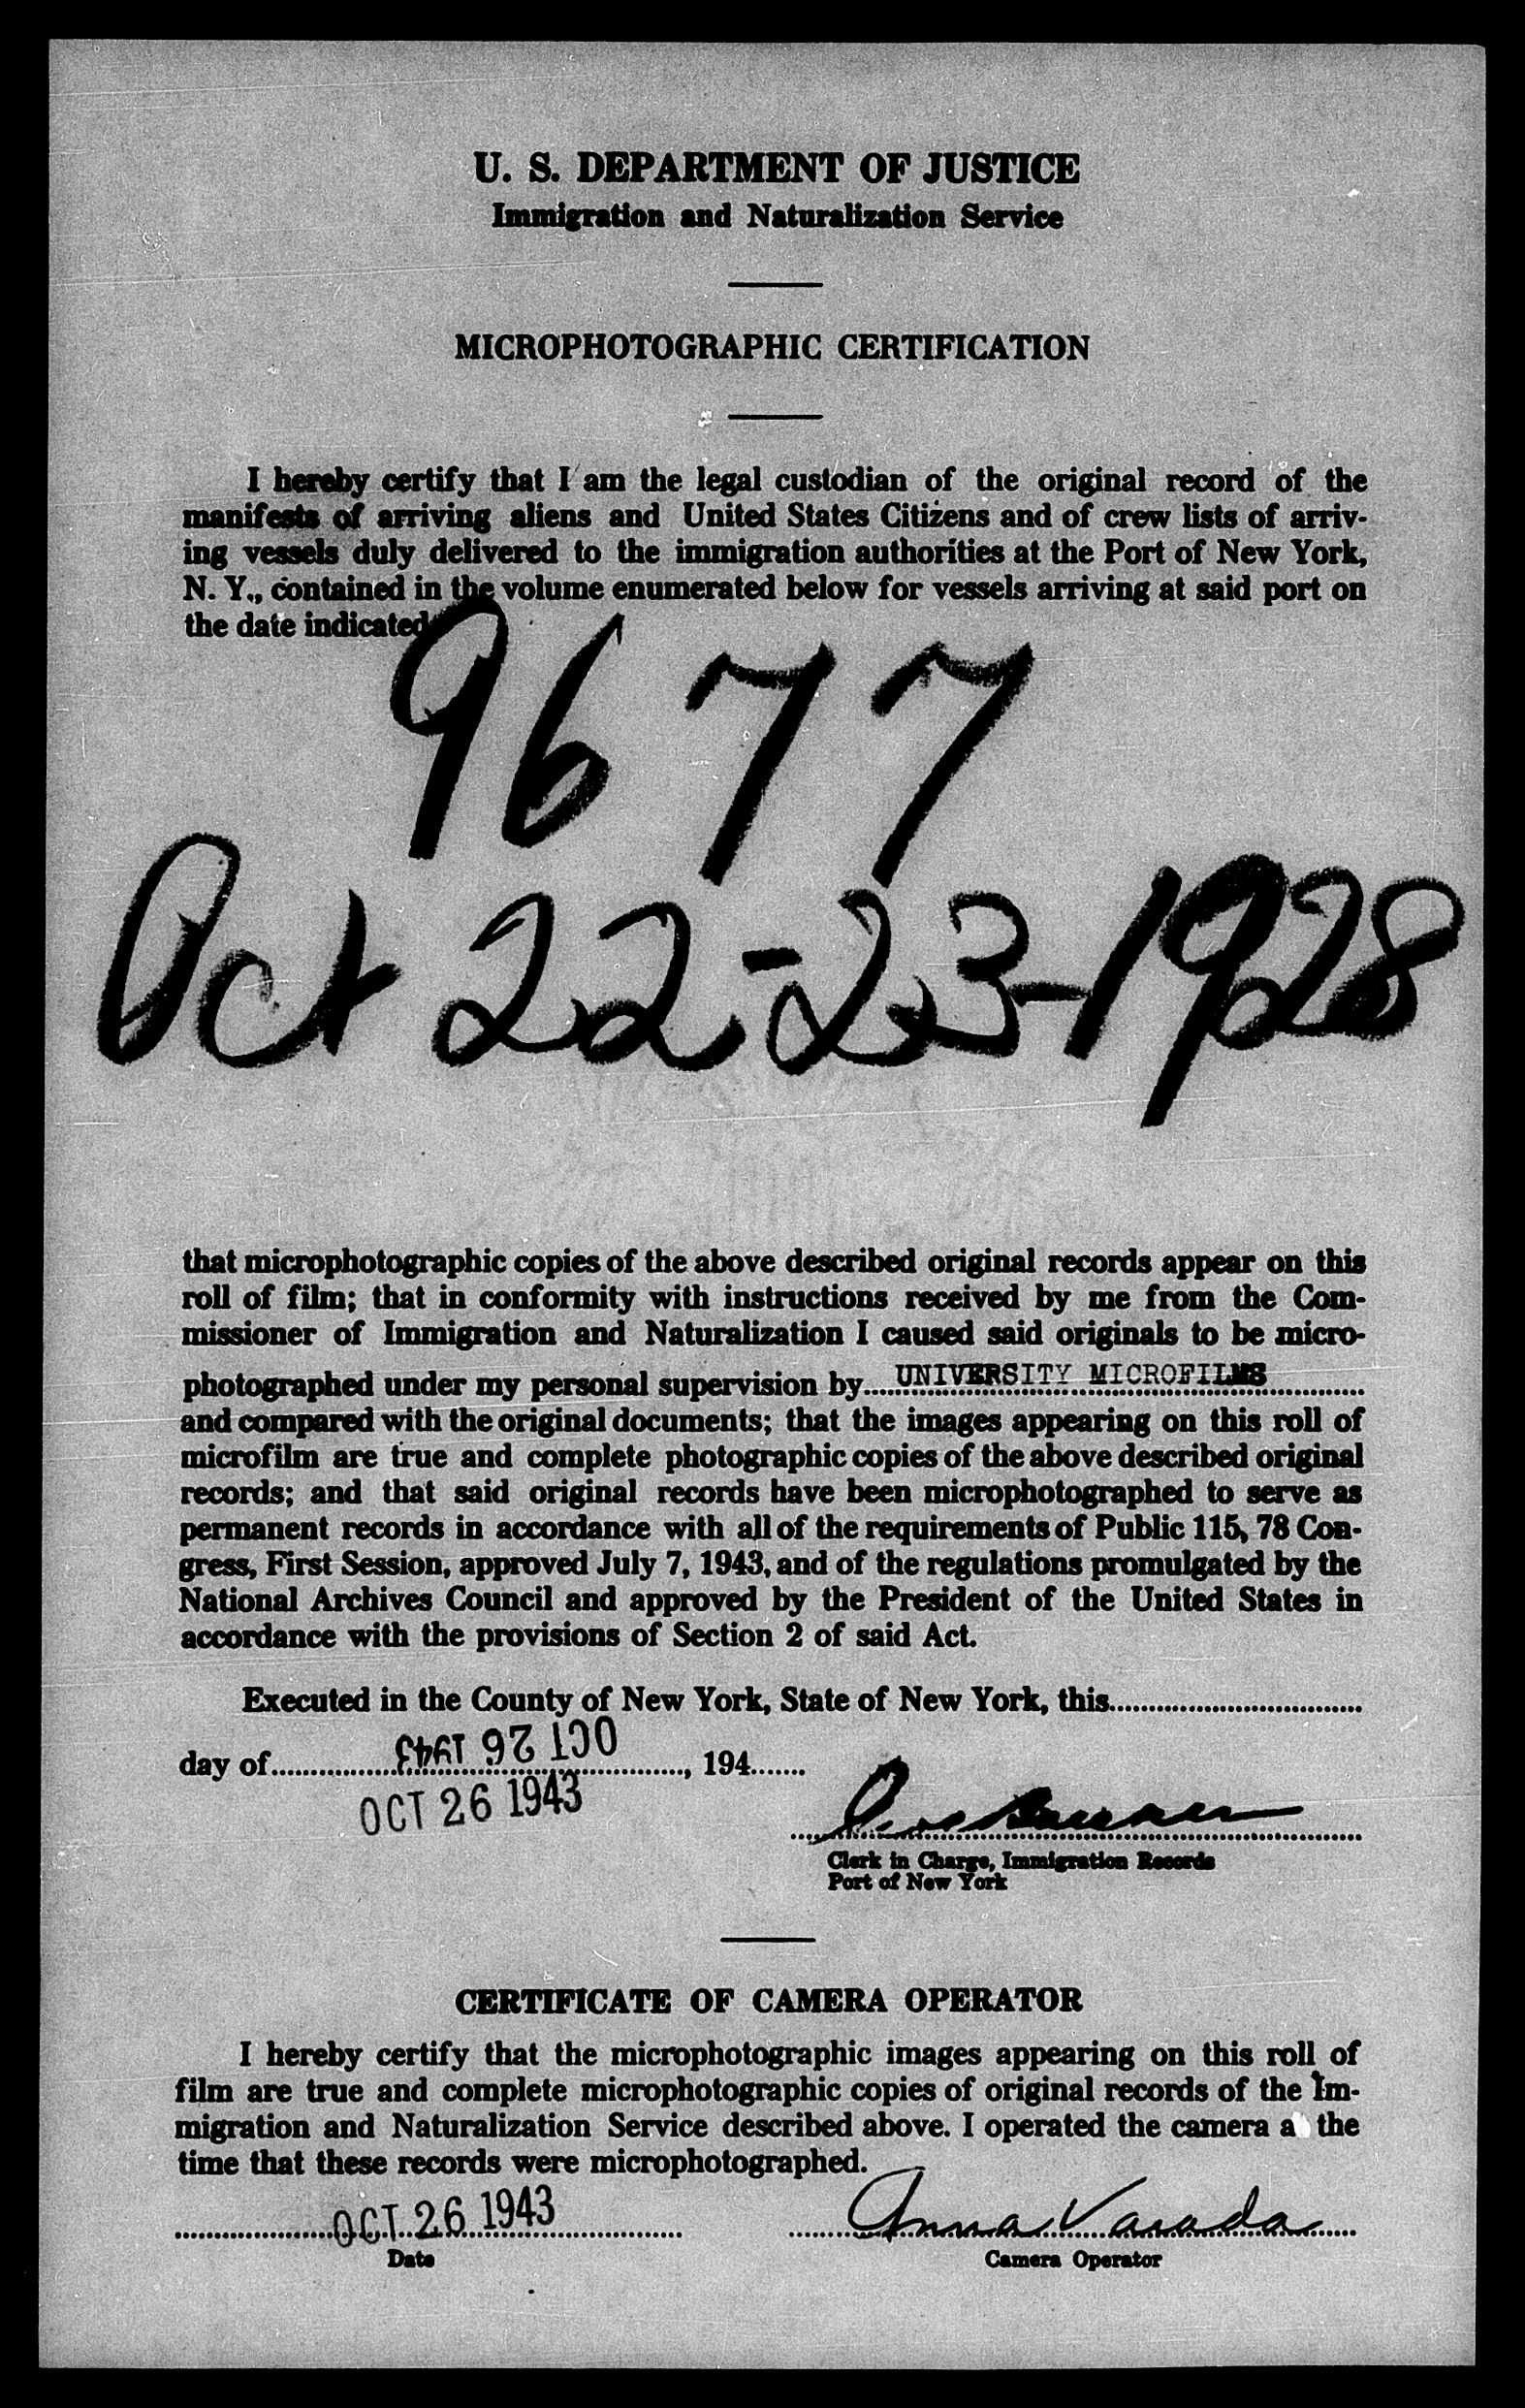 U. S. DEPARTMENT OF JUSTICE
Immigration and Naturalization Service
MICROPHOTOGRAPHIC CERTIFICATION
I hereby certify that I am the legal custodian of the original record of the
manifests of arriving aliens and United States Citizens and of crew lists of arriv-
ing vessels duly delivered to the immigration authorities at the Port of New York,
N. Y., contained in the volume enumerated below for vessels arriving at said port on
the date indicated
9677
Oct 22-23-1928
that microphotographic copies of the above described original records appear on this
roll of film; that in conformity with instructions received by me from the Com-
missioner of Immigration and Naturalization I caused said originals to be micro-
photographed under my personal supervision by UNIVERSITY MICROFILMS
and compared with the original documents; that the images appearing on this roll of
microfilm are true and complete photographic copies of the above described original
records; and that said original records have been microphotographed to serve as
permanent records in accordance with all of the requirements of Public 115, 78 Con-
gress, First Session, approved July 7, 1943, and of the regulations promulgated by the
National Archives Council and approved by the President of the United States in
accordance with the provisions of Section 2 of said Act.
Executed in the County of New York, State of New York, this
OCT 26 1943
day of , 194
OCT 26 1943
Clerk in Charge, Immigration Records
Port of New York
CERTIFICATE OF CAMERA OPERATOR
I hereby certify that the microphotographic images appearing on this roll of
film are true and complete microphotographic copies of original records of the Im-
migration and Naturalization Service described above. I operated the camera a the
time that these records were microphotographed.
OCT 26 1943 Anna Varada
Date Camera Operator